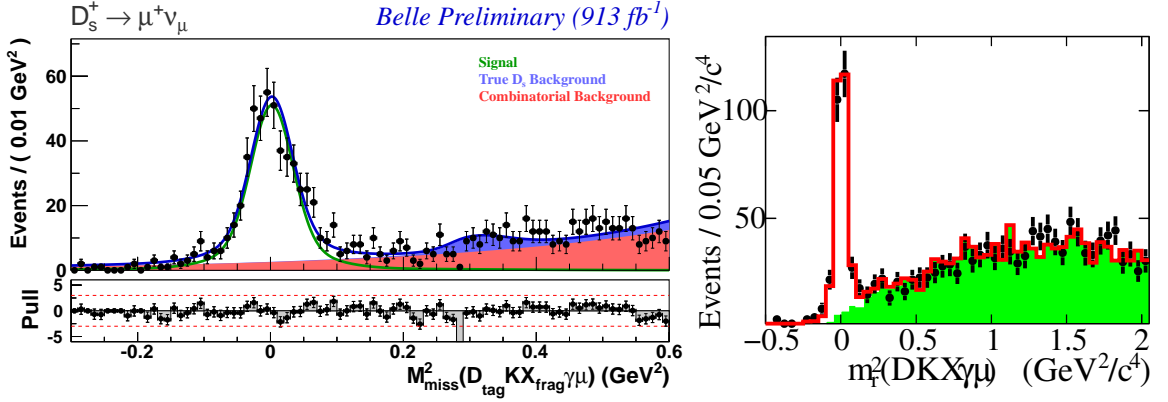 D_s^+ → μ^+ν_μ
Belle Preliminary (913 fb^-1)
Events / ( 0.01 GeV^2 )
60
40
20
0
Signal
True D_s Background
Combinatorial Background
Pull
5
0
-5
-0.2 0 0.2 0.4 0.6
M^2_miss(D_tag KX_frag γμ) (GeV^2)
Events / 0.05 GeV^2/c^4
100
50
-0.5 0 0.5 1 1.5 2
m_r^2(DKXγμ) (GeV^2/c^4)